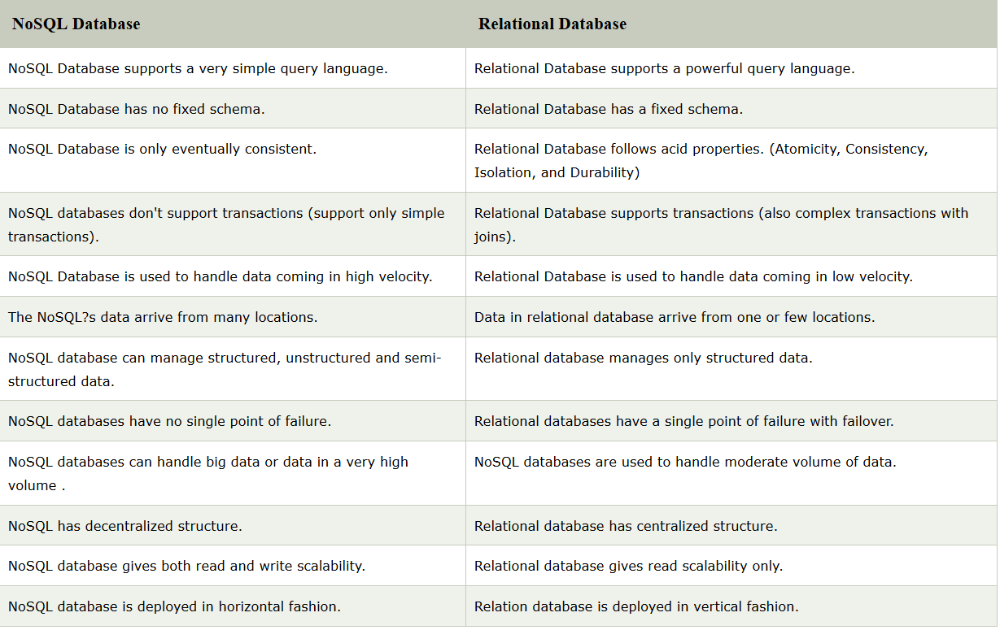 NoSQL Database
Relational Database
NoSQL Database supports a very simple query language.
Relational Database supports a powerful query language.
NoSQL Database has no fixed schema.
Relational Database has a fixed schema.
NoSQL Database is only eventually consistent.
Relational Database follows acid properties. (Atomicity, Consistency,
Isolation, and Durability)
NoSQL databases don't support transactions (support only simple
transactions).
Relational Database supports transactions (also complex transactions with
joins).
NoSQL Database is used to handle data coming in high velocity.
Relational Database is used to handle data coming in low velocity.
The NoSQL?s data arrive from many locations.
Data in relational database arrive from one or few locations.
NoSQL database can manage structured, unstructured and semi-
structured data.
Relational database manages only structured data.
NoSQL databases have no single point of failure.
Relational databases have a single point of failure with failover.
NoSQL databases can handle big data or data in a very high
volume .
NoSQL databases are used to handle moderate volume of data.
NoSQL has decentralized structure.
Relational database has centralized structure.
NoSQL database gives both read and write scalability.
Relational database gives read scalability only.
NoSQL database is deployed in horizontal fashion.
Relation database is deployed in vertical fashion.